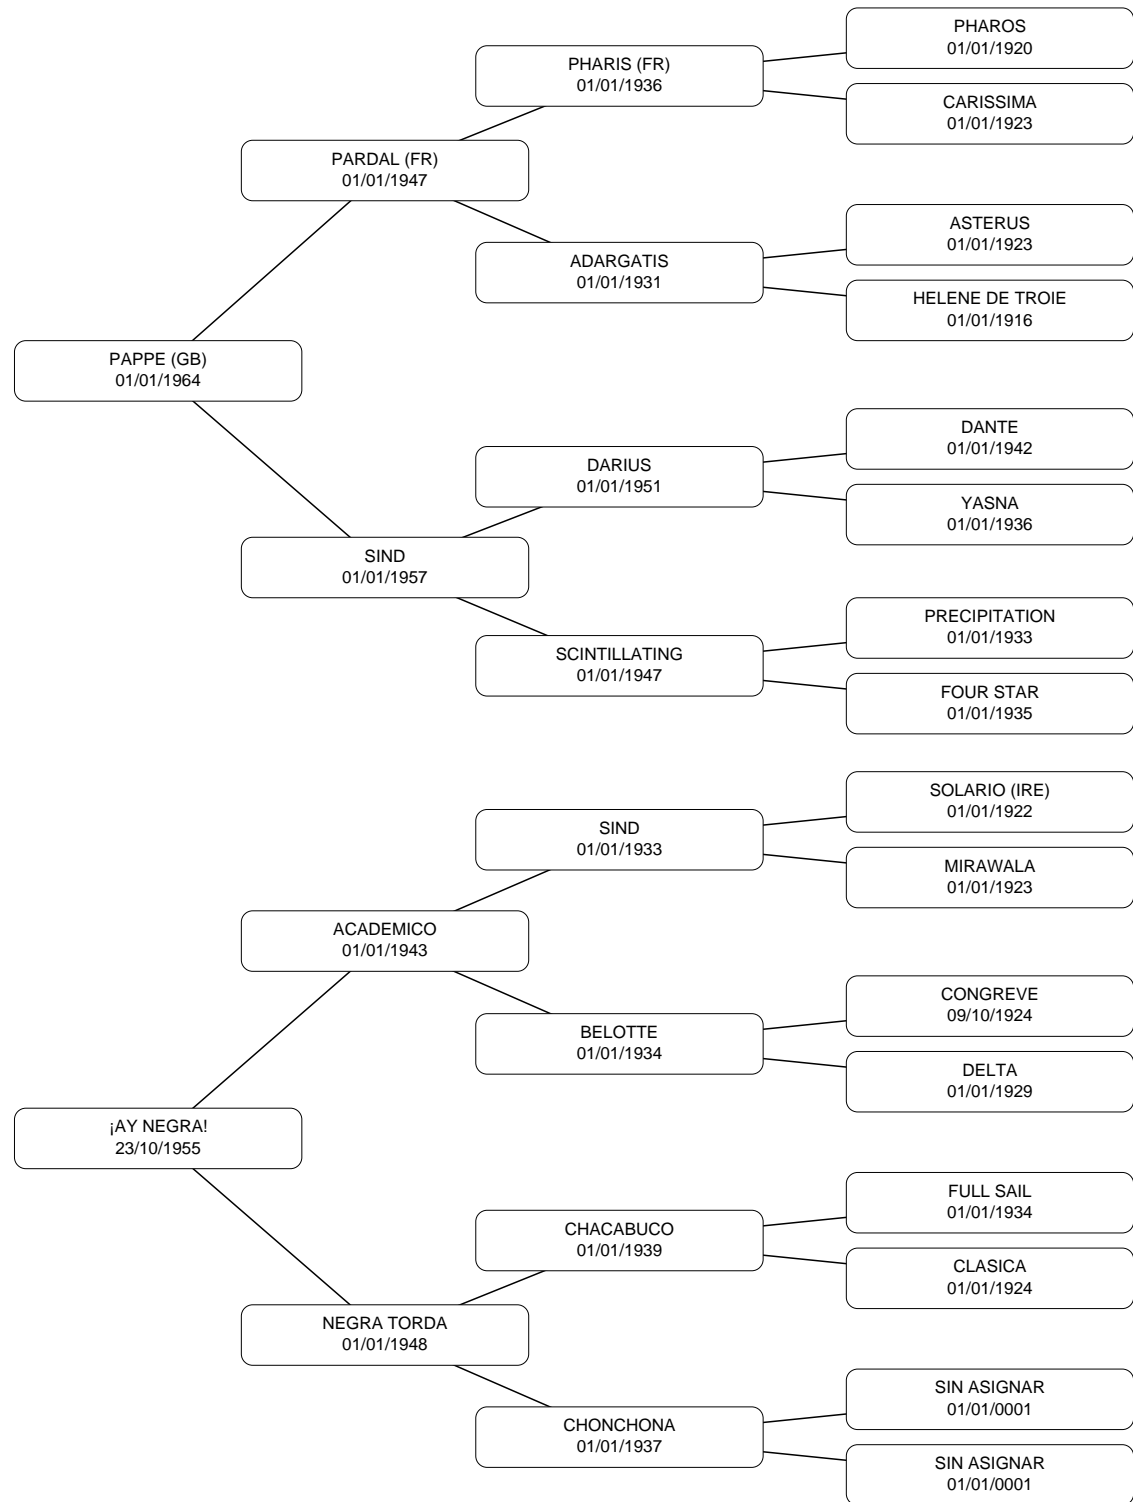 PHAROS
01/01/1920
PHARIS (FR)
01/01/1936
CARISSIMA
01/01/1923
PARDAL (FR)
01/01/1947
ASTERUS
01/01/1923
ADARGATIS
01/01/1931
HELENE DE TROIE
01/01/1916
PAPPE (GB)
01/01/1964
DANTE
01/01/1942
DARIUS
01/01/1951
YASNA
01/01/1936
SIND
01/01/1957
PRECIPITATION
01/01/1933
SCINTILLATING
01/01/1947
FOUR STAR
01/01/1935
SOLARIO (IRE)
01/01/1922
SIND
01/01/1933
MIRAWALA
01/01/1923
ACADEMICO
01/01/1943
CONGREVE
09/10/1924
BELOTTE
01/01/1934
DELTA
01/01/1929
¡AY NEGRA!
23/10/1955
FULL SAIL
01/01/1934
CHACABUCO
01/01/1939
CLASICA
01/01/1924
NEGRA TORDA
01/01/1948
SIN ASIGNAR
01/01/0001
CHONCHONA
01/01/1937
SIN ASIGNAR
01/01/0001